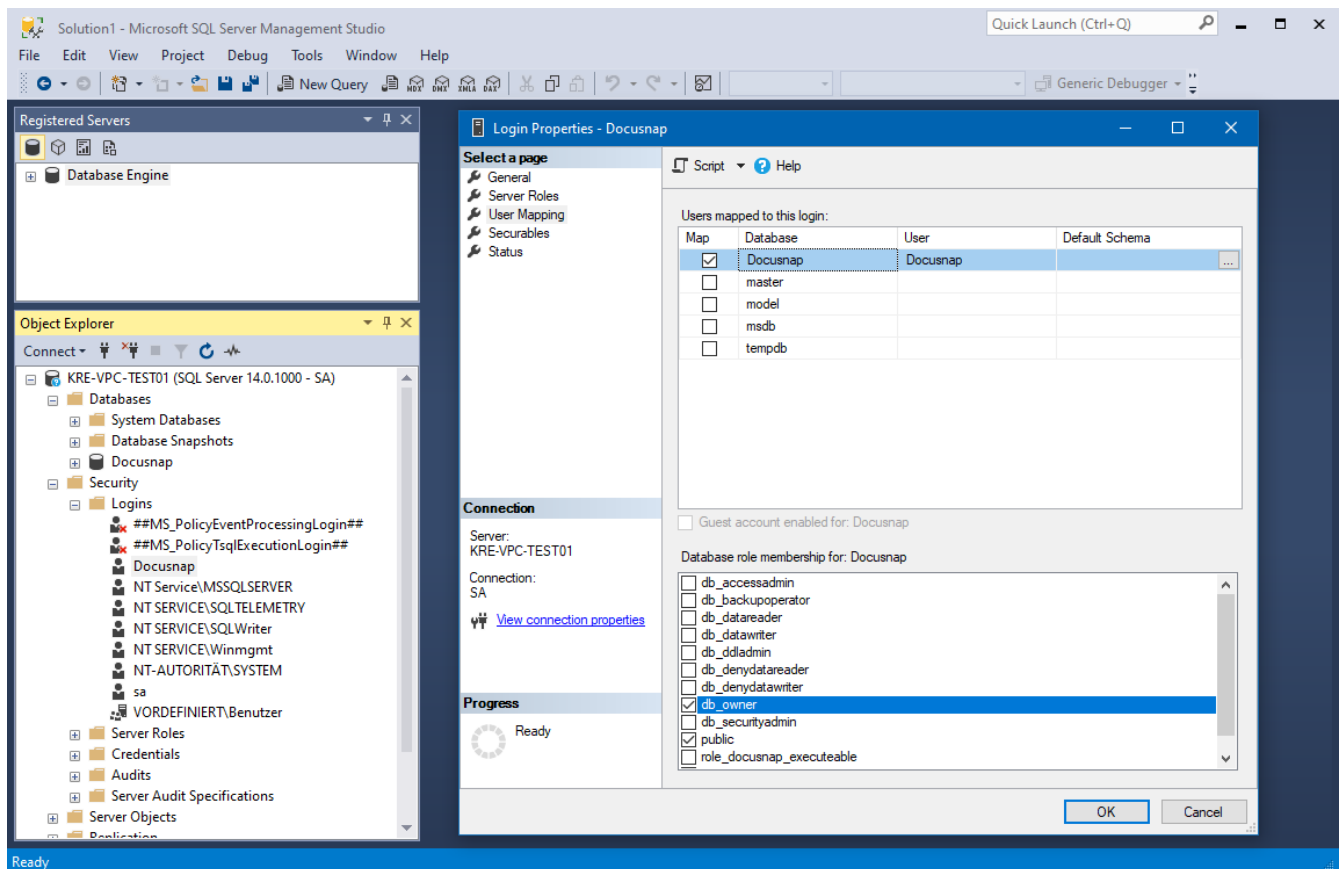 Solution1 - Microsoft SQL Server Management Studio
Quick Launch (Ctrl+Q)
File Edit View Project Debug Tools Window Help
New Query MDX DMX XMLA DAX Generic Debugger
Registered Servers
Database Engine
Object Explorer
Connect
KRE-VPC-TEST01 (SQL Server 14.0.1000 - SA)
Databases
System Databases
Database Snapshots
Docusnap
Security
Logins
##MS_PolicyEventProcessingLogin##
##MS_PolicyTsqlExecutionLogin##
Docusnap
NT Service\MSSQLSERVER
NT SERVICE\SQLTELEMETRY
NT SERVICE\SQLWriter
NT SERVICE\Winmgmt
NT-AUTORITÄT\SYSTEM
sa
VORDEFINIERT\Benutzer
Server Roles
Credentials
Audits
Server Audit Specifications
Server Objects
Replication
Login Properties - Docusnap
Select a page
General
Server Roles
User Mapping
Securables
Status
Connection
Server:
KRE-VPC-TEST01
Connection:
SA
View connection properties
Progress
Ready
Script Help
Users mapped to this login:
Map Database User Default Schema
Docusnap Docusnap ...
master
model
msdb
tempdb
Guest account enabled for: Docusnap
Database role membership for: Docusnap
db_accessadmin
db_backupoperator
db_datareader
db_datawriter
db_ddladmin
db_denydatareader
db_denydatawriter
db_owner
db_securityadmin
public
role_docusnap_executeable
OK Cancel
Ready